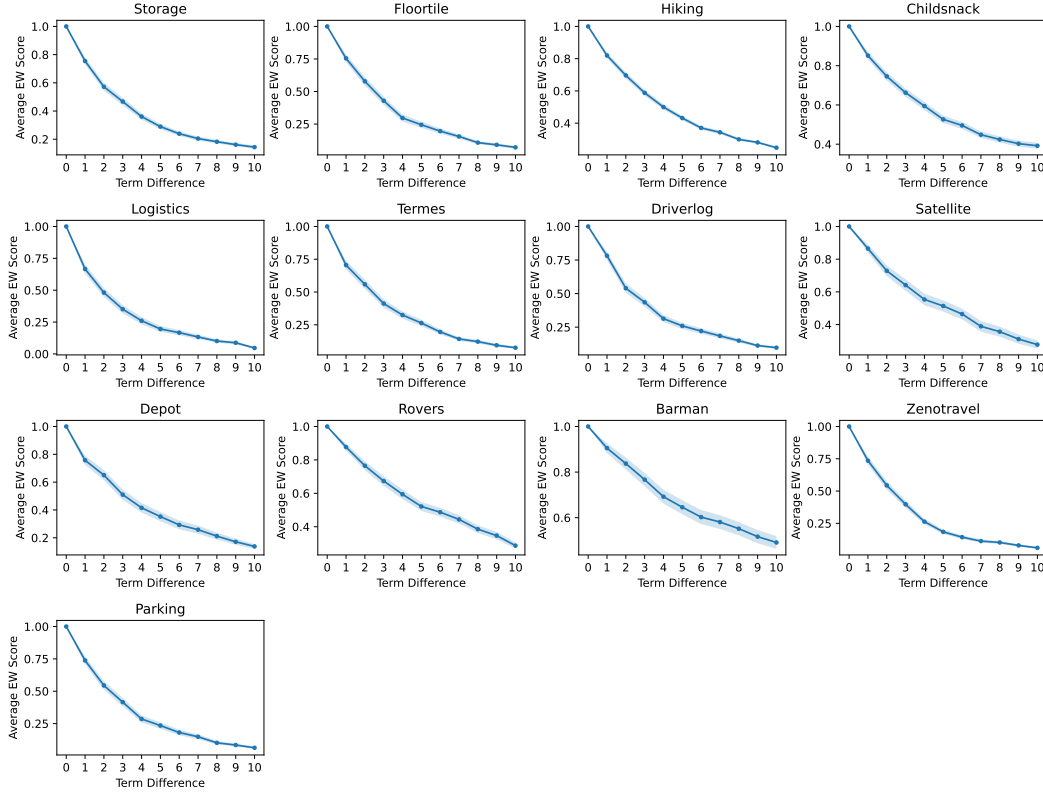 Storage
Average EW Score
1.0
0.8
0.6
0.4
0.2
0 1 2 3 4 5 6 7 8 9 10
Term Difference
Floortile
Average EW Score
1.00
0.75
0.50
0.25
0 1 2 3 4 5 6 7 8 9 10
Term Difference
Hiking
Average EW Score
1.0
0.8
0.6
0.4
0 1 2 3 4 5 6 7 8 9 10
Term Difference
Childsnack
Average EW Score
1.0
0.8
0.6
0.4
0 1 2 3 4 5 6 7 8 9 10
Term Difference
Logistics
Average EW Score
1.00
0.75
0.50
0.25
0.00
0 1 2 3 4 5 6 7 8 9 10
Term Difference
Termes
Average EW Score
1.00
0.75
0.50
0.25
0 1 2 3 4 5 6 7 8 9 10
Term Difference
Driverlog
Average EW Score
1.00
0.75
0.50
0.25
0 1 2 3 4 5 6 7 8 9 10
Term Difference
Satellite
Average EW Score
1.0
0.8
0.6
0.4
0 1 2 3 4 5 6 7 8 9 10
Term Difference
Depot
Average EW Score
1.0
0.8
0.6
0.4
0.2
0 1 2 3 4 5 6 7 8 9 10
Term Difference
Rovers
Average EW Score
1.0
0.8
0.6
0.4
0 1 2 3 4 5 6 7 8 9 10
Term Difference
Barman
Average EW Score
1.0
0.8
0.6
0 1 2 3 4 5 6 7 8 9 10
Term Difference
Zenotravel
Average EW Score
1.00
0.75
0.50
0.25
0 1 2 3 4 5 6 7 8 9 10
Term Difference
Parking
Average EW Score
1.00
0.75
0.50
0.25
0 1 2 3 4 5 6 7 8 9 10
Term Difference